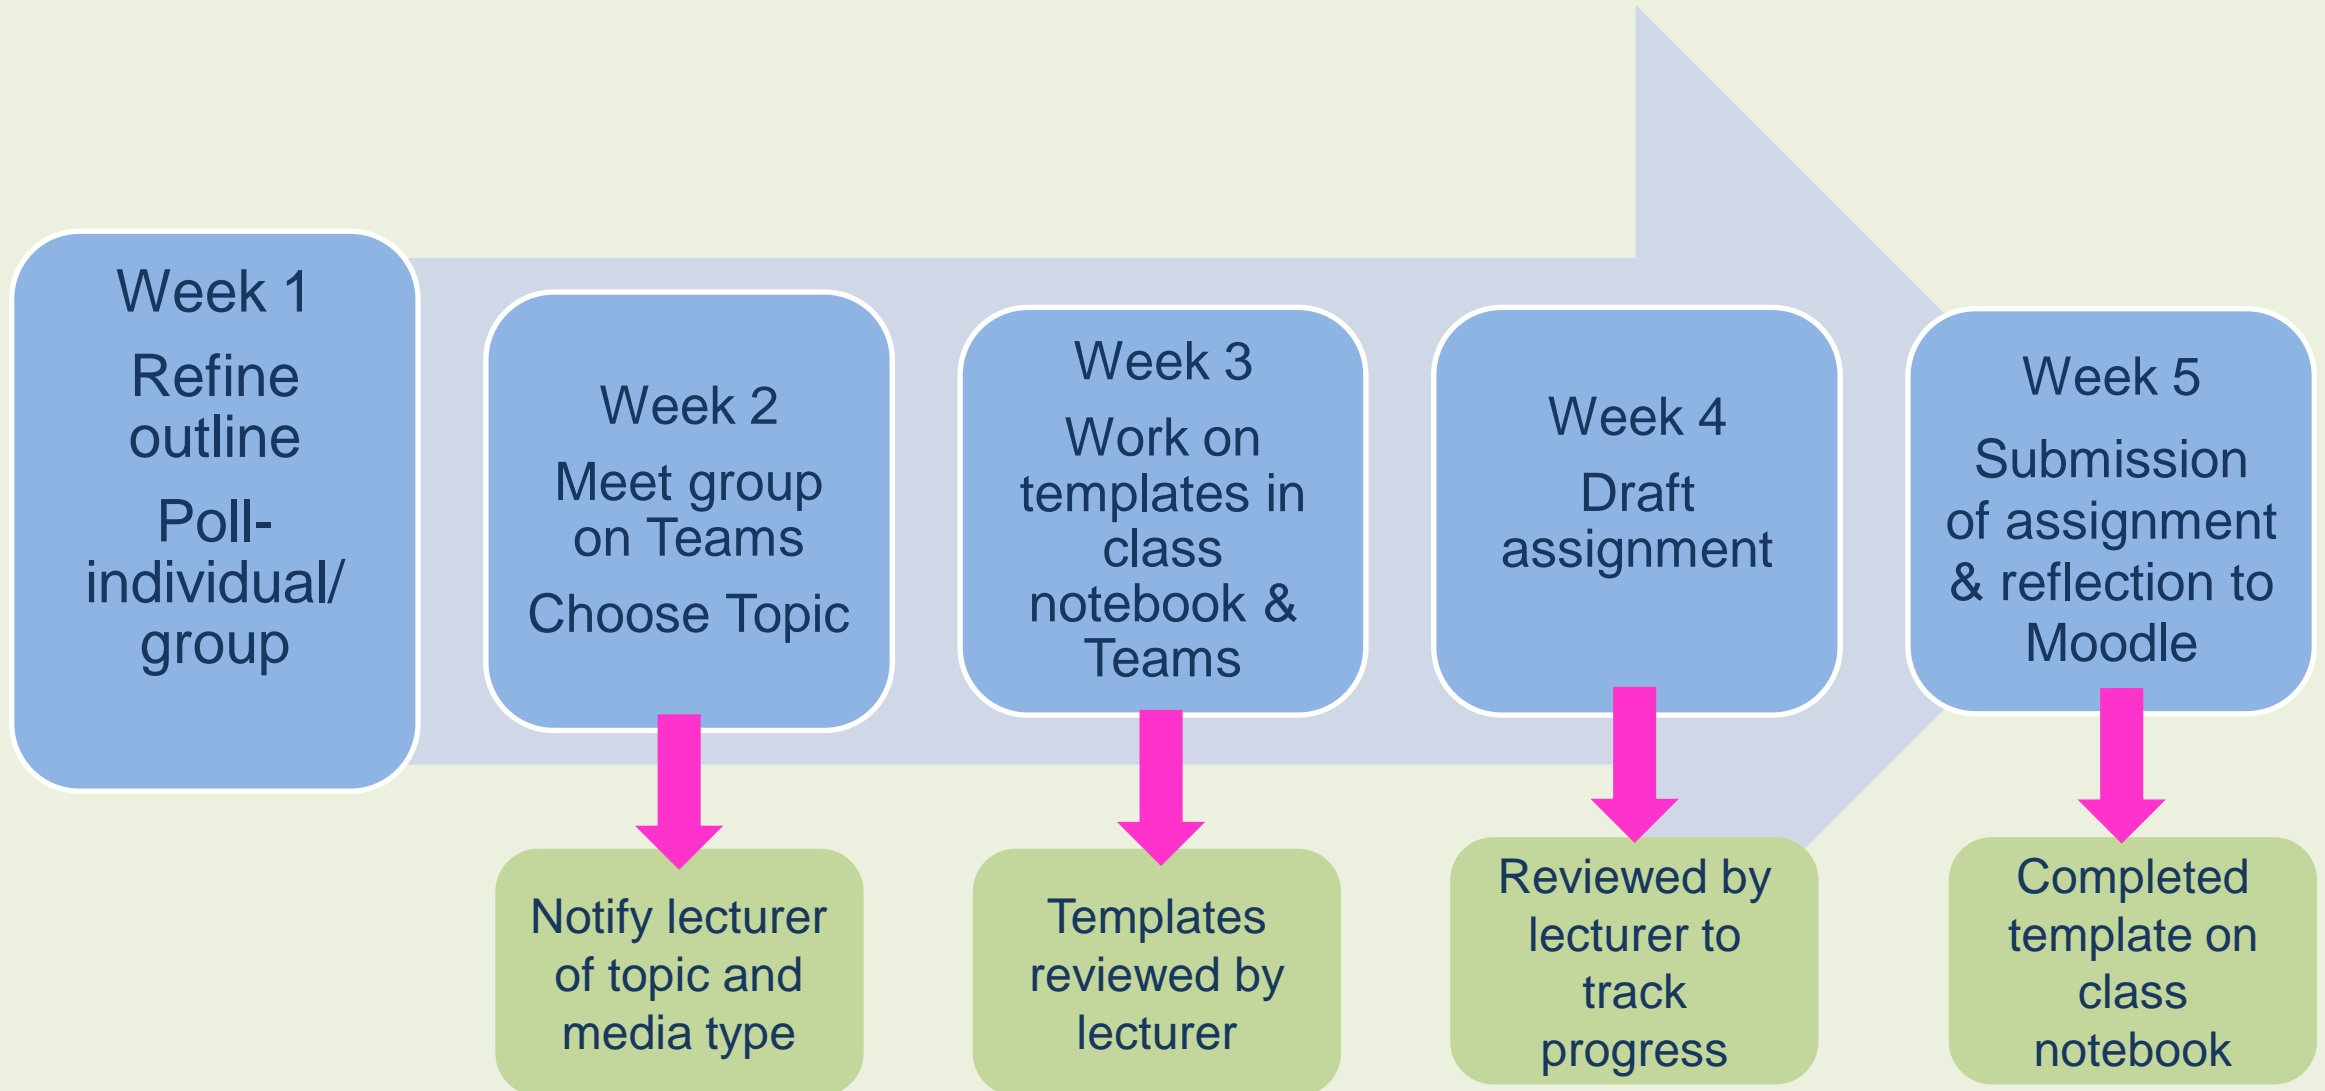 Week 1
Refine
outline
Poll-
individual/
group
Week 2
Meet group
on Teams
Choose Topic
Week 3
Work on
templates in
class
notebook &
Teams
Week 4
Draft
assignment
Week 5
Submission
of assignment
& reflection to
Moodle
Notify lecturer
of topic and
media type
Templates
reviewed by
lecturer
Reviewed by
lecturer to
track
progress
Completed
template on
class
notebook